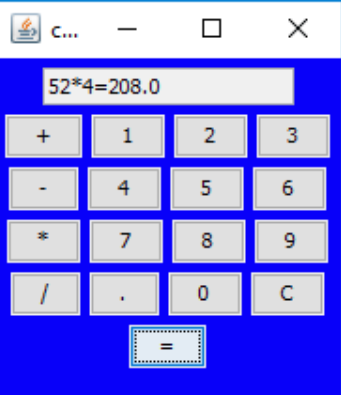 c...
52*4=208.0
+ 1 2 3
- 4 5 6
* 7 8 9
/ . 0 C
=